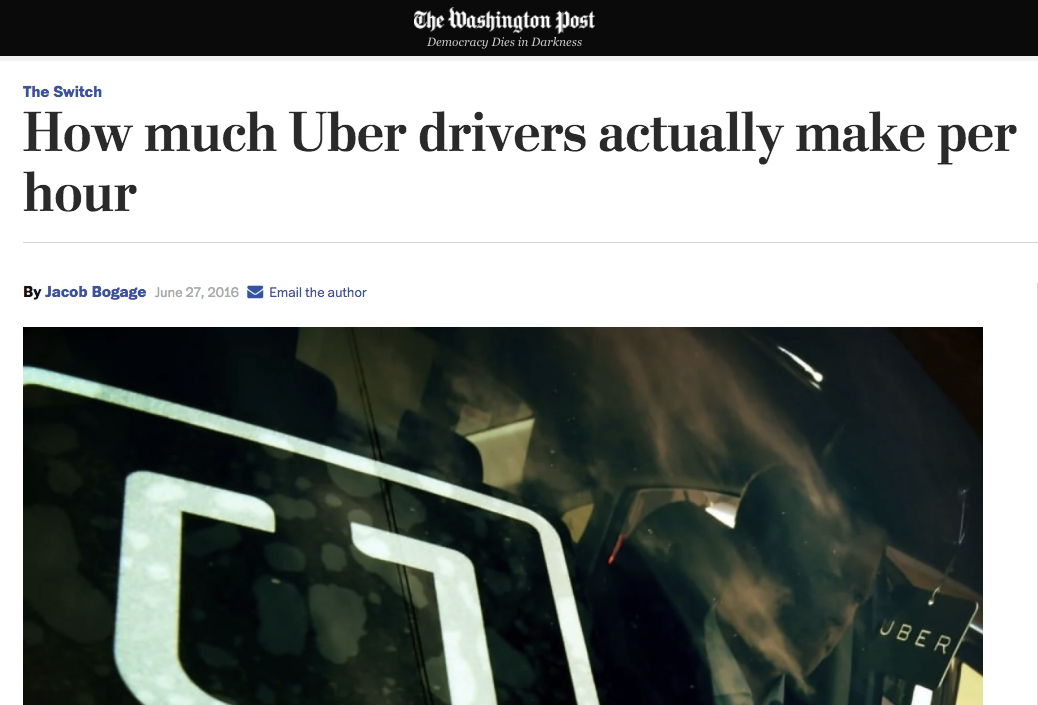 The Washington Post
Democracy Dies in Darkness
The Switch
How much Uber drivers actually make per
hour
By Jacob Bogage June 27, 2016 Email the author
UBER